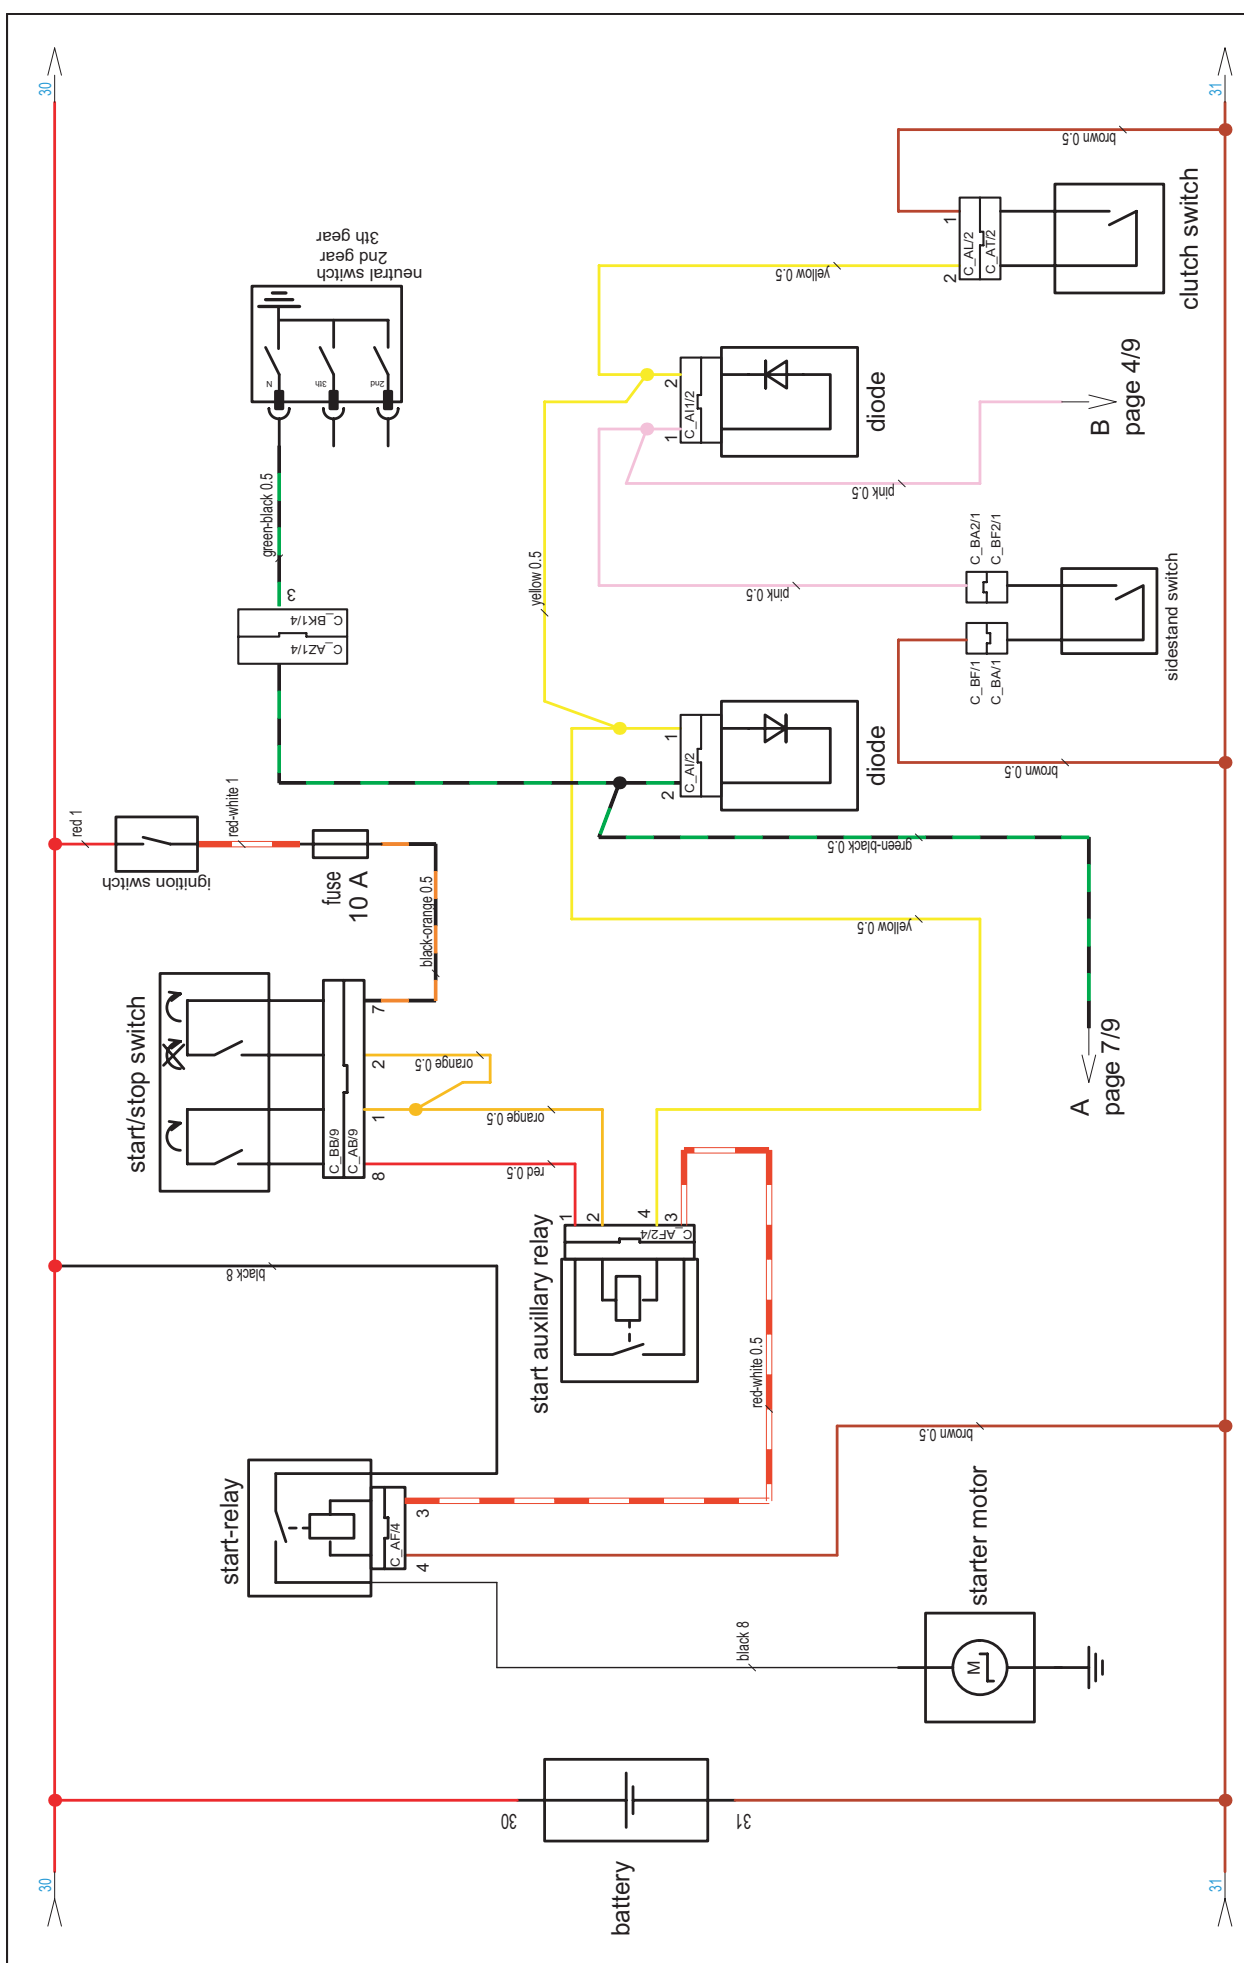 30
31
red 1
ignition switch
red-white 1
fuse
10 A
black-orange 0.5
neutral switch
2nd gear
3th gear
N
3th
2nd
green-black 0.5
3
C_BK1/4
C_AZ1/4
start/stop switch
C_BB/9
C_AB/9
8
1
2
7
orange 0.5
orange 0.5
red 0.5
black 8
start auxillary relay
1
2
4
3
C_AF2/4
red-white 0.5
start-relay
C_AF/4
4
3
brown 0.5
black 8
starter motor
M
battery
30
31
yellow 0.5
yellow 0.5
green-black 0.5
A
page 7/9
diode
C_AI/2
2
1
diode
C_AI1/2
1
2
pink 0.5
pink 0.5
B
page 4/9
yellow 0.5
brown 0.5
C_AL/2
C_AT/2
2
1
clutch switch
C_BF/1
C_BA/1
C_BA2/1
C_BF2/1
sidestand switch
brown 0.5
30
31